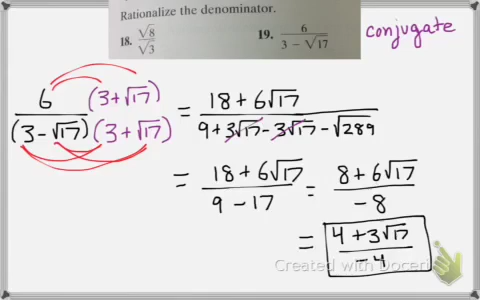 Rationalize the denominator.
18. √8/√3
19. 6/(3 - √17)
conjugate
6/(3 - √17) (3+√17)/(3+√17) = (18 + 6√17)/(9 + 3√17 - 3√17 - √289)
= (18 + 6√17)/(9 - 17) = (8 + 6√17)/(-8)
= (4 + 3√17)/(-4)
Created with Doceri